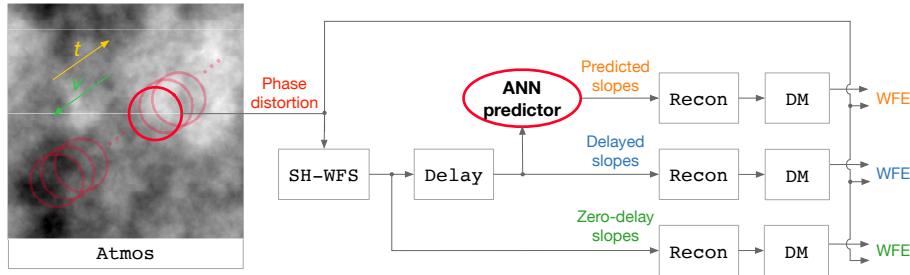 t
v
Atmos
Phase
distortion
SH-WFS
Delay
ANN
predictor
Predicted
slopes
Recon
DM
WFE
Delayed
slopes
Recon
DM
WFE
Zero-delay
slopes
Recon
DM
WFE